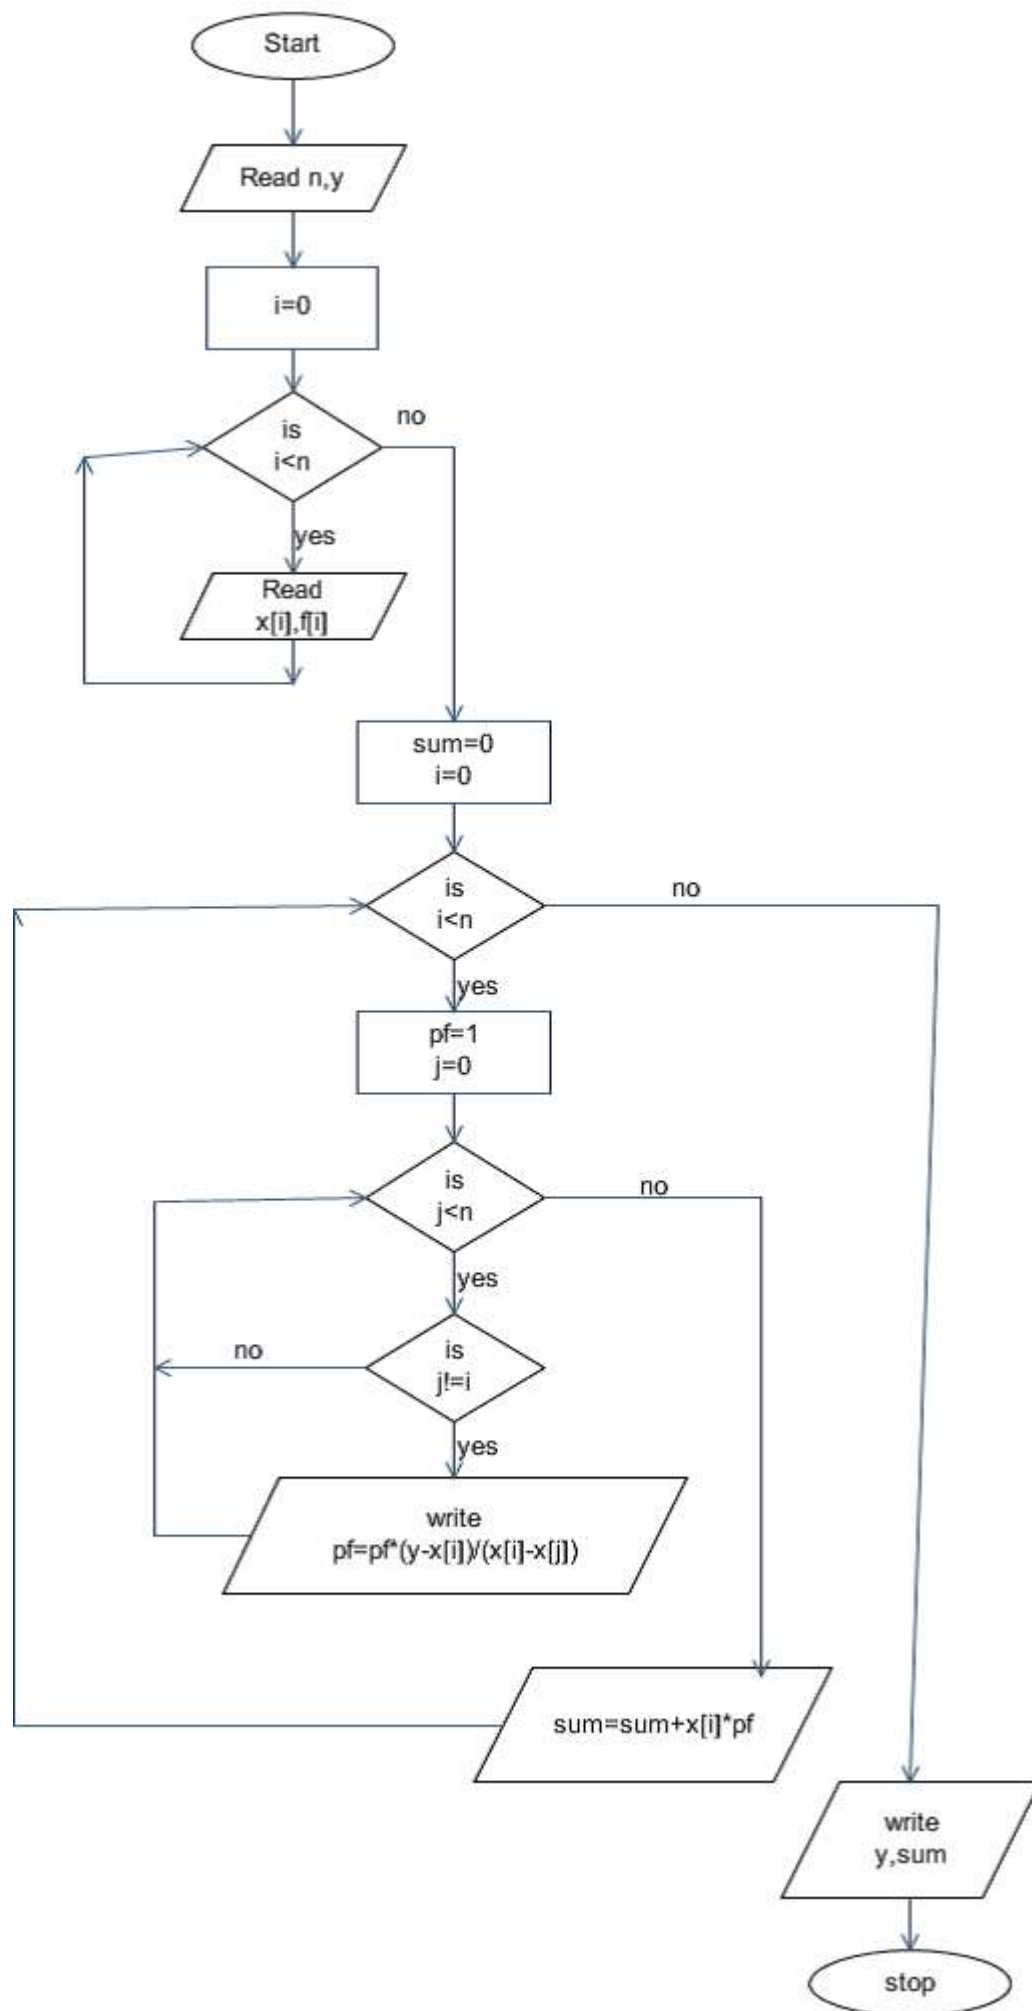 Start
Read n,y
i=0
is
i<n
no
yes
Read
x[i],f[i]
sum=0
i=0
is
i<n
no
yes
pf=1
j=0
is
j<n
no
yes
is
j!=i
no
yes
write
pf=pf*(y-x[i])/(x[i]-x[j])
sum=sum+x[i]*pf
write
y,sum
stop